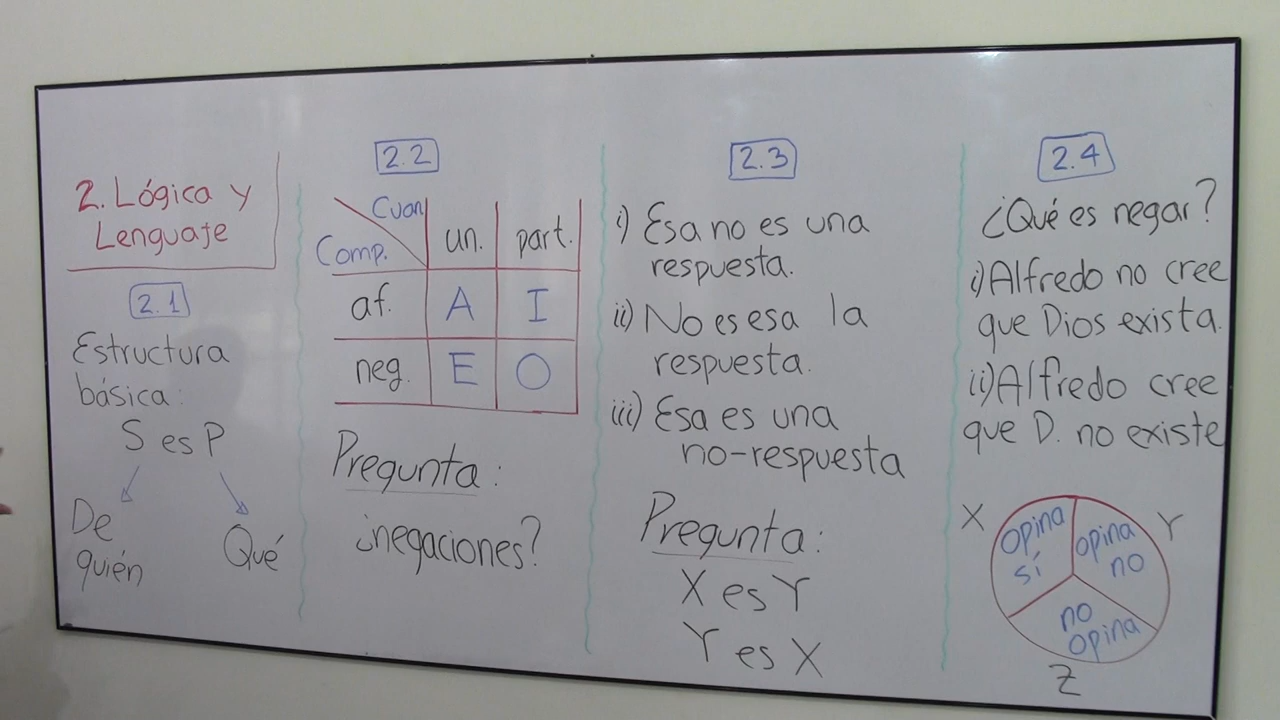 2. Lógica y
Lenguaje
2.1
Estructura
básica:
S es P
De
quién
Qué
2.2
Cuan
Comp.
un.
part.
af.
A
I
neg.
E
O
Pregunta:
¿negaciones?
2.3
i) Esa no es una
respuesta.
ii) No es esa la
respuesta.
iii) Esa es una
no-respuesta
Pregunta:
X es Y
Y es X
2.4
¿Qué es negar?
i) Alfredo no cree
que Dios exista.
ii) Alfredo cree
que D. no existe
X
opina
sí
opina
no
Y
no
opina
Z